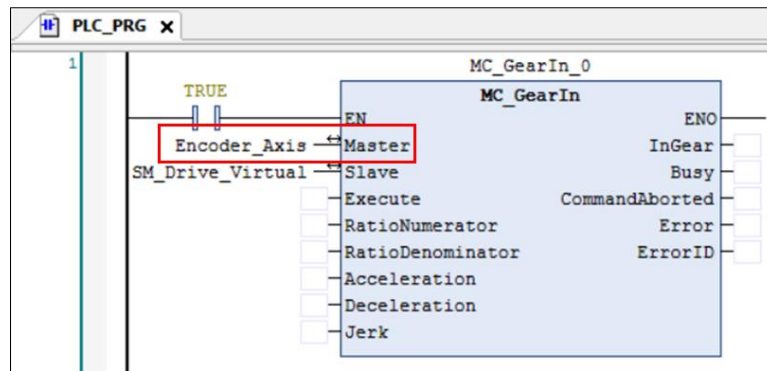 PLC_PRG X
1
MC_GearIn_0
TRUE
MC_GearIn
EN ENO
Encoder_Axis Master InGear
SM_Drive_Virtual Slave Busy
Execute CommandAborted
RatioNumerator Error
RatioDenominator ErrorID
Acceleration
Deceleration
Jerk